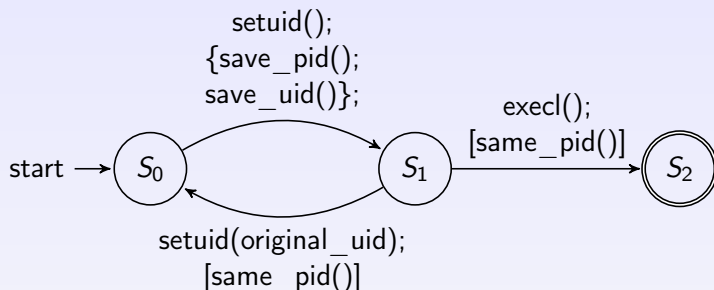 setuid();
{save_pid();
save_uid()};
execl();
[same_pid()]
start
S0
S1
S2
setuid(original_uid);
[same_pid()]